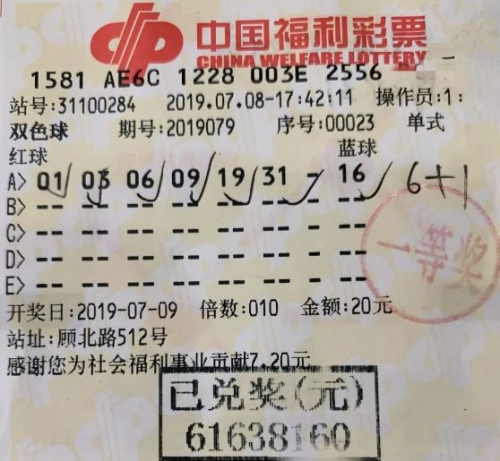 中国福利彩票
CHINA WELFARE LOTTERY
1581 AE6C 1228 003E 2556
站号:31100284 2019.07.08-17:42:11 操作员:1:
双色球 期号:2019079 序号:00023 单式
红球 蓝球
A> 01 03 06 09 19 31 - 16 6+1
B> -- -- -- -- -- -- --
C> -- -- -- -- -- -- --
D> -- -- -- -- -- -- --
E> -- -- -- -- -- -- --
一等奖
开奖日:2019-07-09 倍数:010 金额:20元
站址:顾北路512号
感谢您为社会福利事业贡献7.20元
已兑奖(元)
61638160